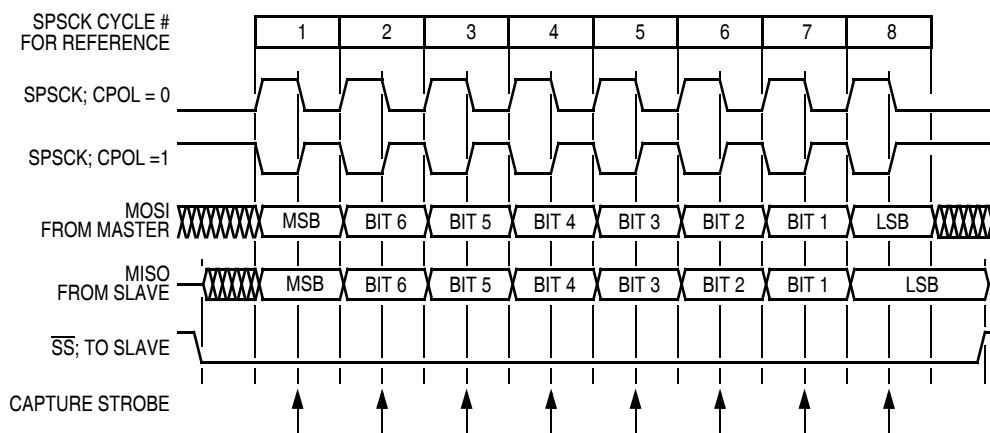 SPSCK CYCLE #
FOR REFERENCE
1 2 3 4 5 6 7 8
SPSCK; CPOL = 0
SPSCK; CPOL =1
MOSI
FROM MASTER
MSB BIT 6 BIT 5 BIT 4 BIT 3 BIT 2 BIT 1 LSB
MISO
FROM SLAVE
MSB BIT 6 BIT 5 BIT 4 BIT 3 BIT 2 BIT 1 LSB
SS; TO SLAVE
CAPTURE STROBE